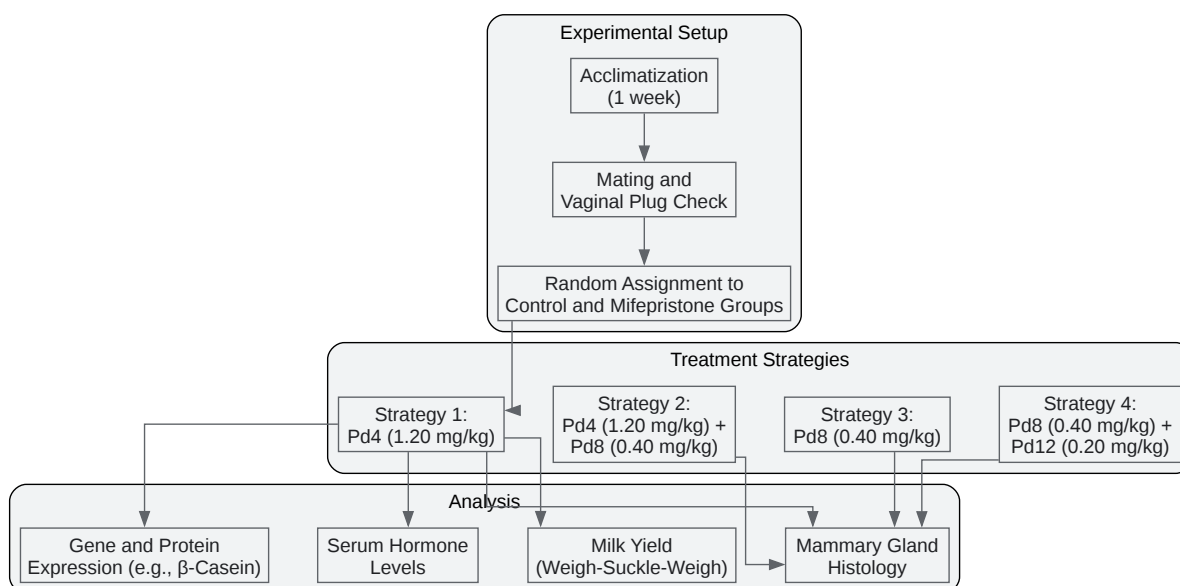 Experimental Setup
Acclimatization
(1 week)
Mating and
Vaginal Plug Check
Random Assignment to
Control and Mifepristone Groups
Treatment Strategies
Strategy 1:
Pd4 (1.20 mg/kg)
Strategy 2:
Pd4 (1.20 mg/kg) +
Pd8 (0.40 mg/kg)
Strategy 3:
Pd8 (0.40 mg/kg)
Strategy 4:
Pd8 (0.40 mg/kg) +
Pd12 (0.20 mg/kg)
Analysis
Gene and Protein
Expression (e.g., β-Casein)
Serum Hormone
Levels
Milk Yield
(Weigh-Suckle-Weigh)
Mammary Gland
Histology